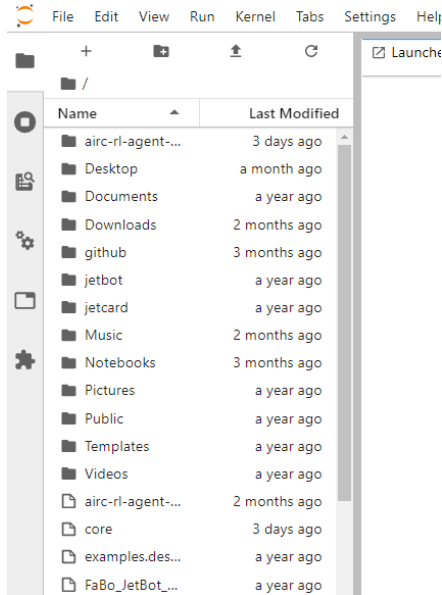 File Edit View Run Kernel Tabs Settings Help
Launche
/
Name Last Modified
airc-rl-agent-... 3 days ago
Desktop a month ago
Documents a year ago
Downloads 2 months ago
github 3 months ago
jetbot a year ago
jetcard a year ago
Music 2 months ago
Notebooks 3 months ago
Pictures a year ago
Public a year ago
Templates a year ago
Videos a year ago
airc-rl-agent-... 2 months ago
core 3 days ago
examples.des... a year ago
FaBo_JetBot_... a year ago